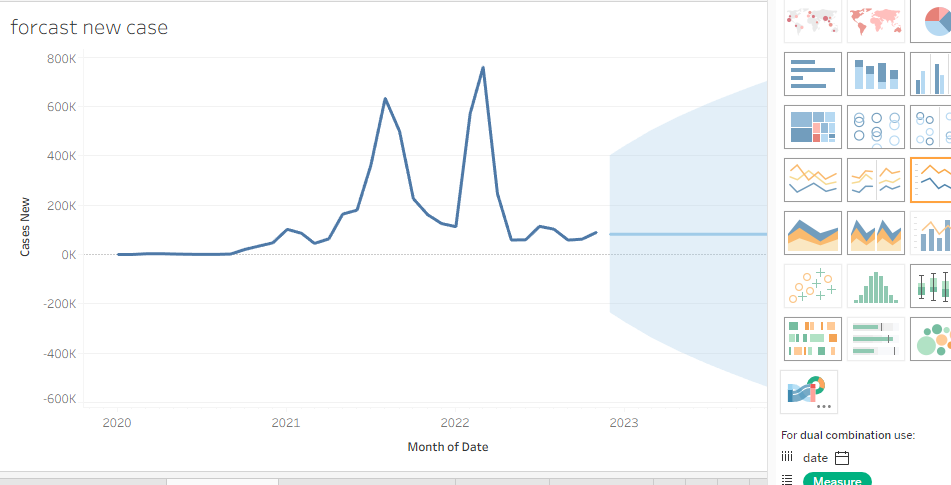 forcast new case
800K
600K
400K
200K
0K
-200K
-400K
-600K
Cases New
2020 2021 2022 2023
Month of Date
For dual combination use:
date
Measure